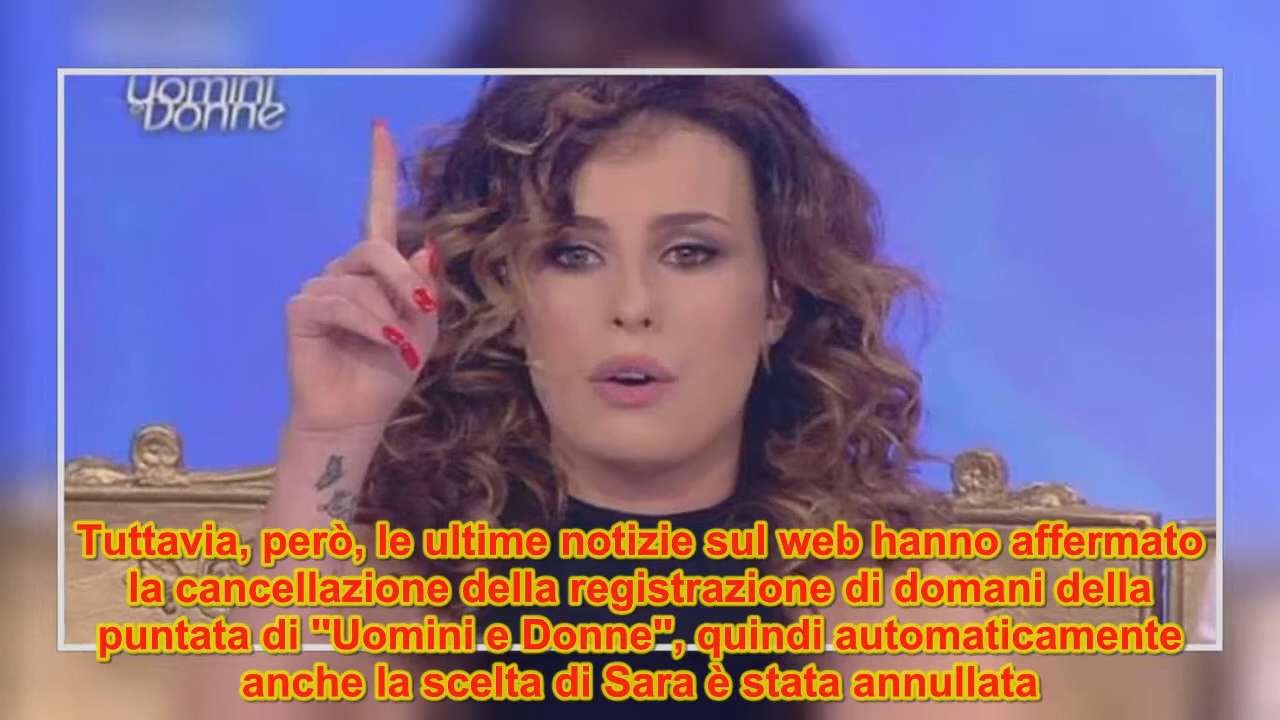 Uomini
e Donne
Tuttavia, però, le ultime notizie sul web hanno affermato
la cancellazione della registrazione di domani della
puntata di "Uomini e Donne", quindi automaticamente
anche la scelta di Sara è stata annullata